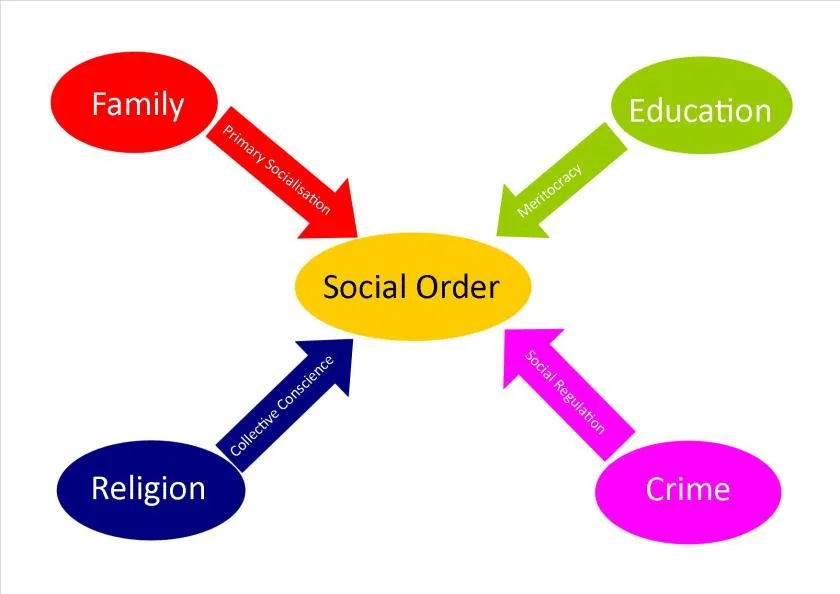 Family
Education
Primary Socialisation
Meritocracy
Social Order
Collective Conscience
Social Regulation
Religion
Crime